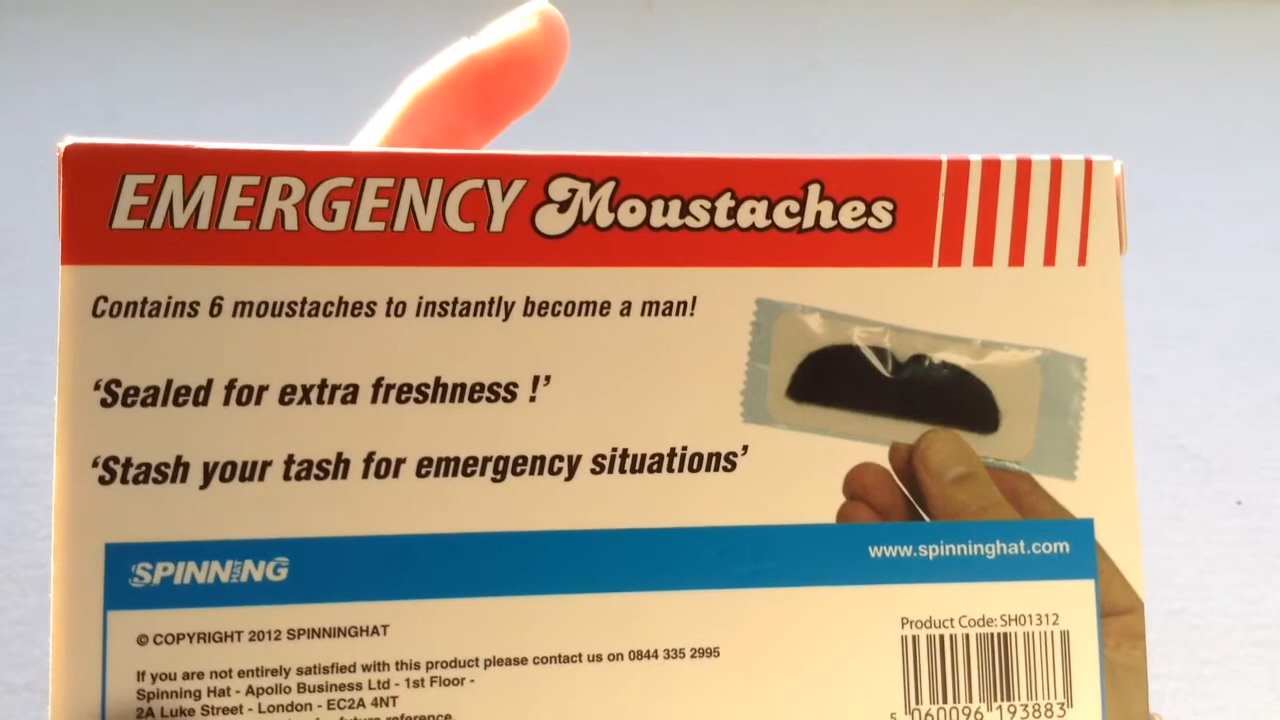 EMERGENCY Moustaches
Contains 6 moustaches to instantly become a man!
‘Sealed for extra freshness !’
‘Stash your tash for emergency situations’
SPINNING HAT
www.spinninghat.com
© COPYRIGHT 2012 SPINNINGHAT
Product Code: SH01312
If you are not entirely satisfied with this product please contact us on 0844 335 2995
Spinning Hat - Apollo Business Ltd - 1st Floor -
2A Luke Street - London - EC2A 4NT
for future reference.
5 060096 193883